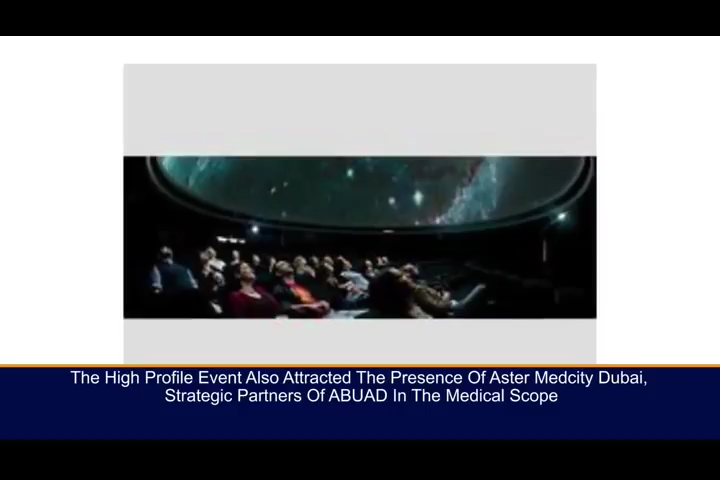 The High Profile Event Also Attracted The Presence Of Aster Medcity Dubai,
Strategic Partners Of ABUAD In The Medical Scope